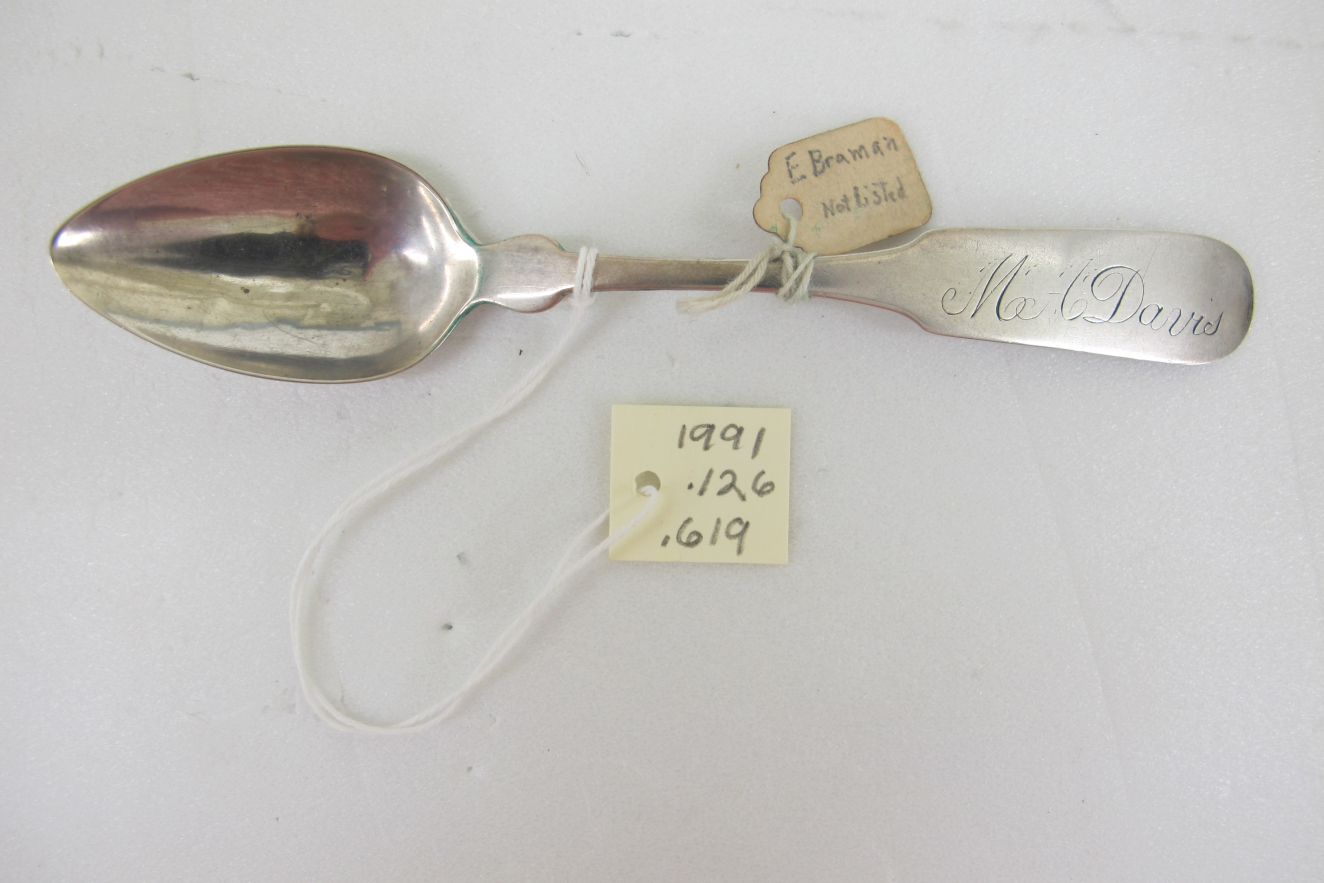 E Braman
Not Listed
M C Davis
1991
.126
.619